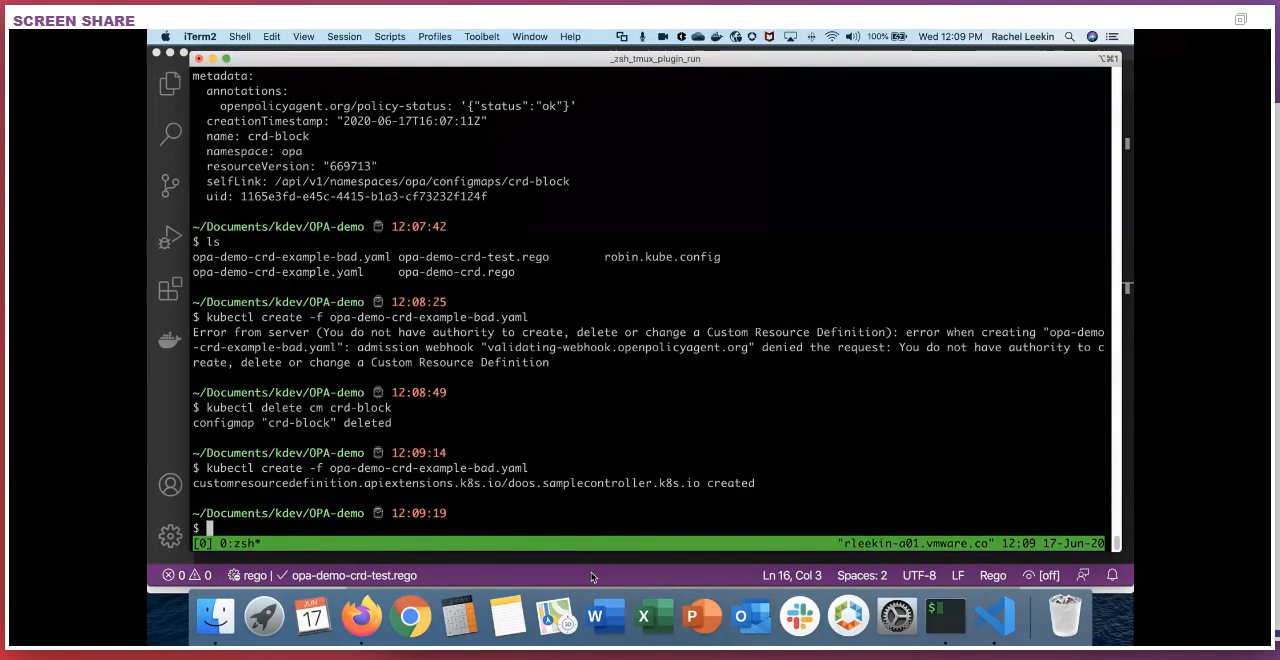 SCREEN SHARE
iTerm2 Shell Edit View Session Scripts Profiles Toolbelt Window Help 100% Wed 12:09 PM Rachel Leekin
_zsh_tmux_plugin_run ⌥⌘1
metadata:
annotations:
openpolicyagent.org/policy-status: '{"status":"ok"}'
creationTimestamp: "2020-06-17T16:07:11Z"
name: crd-block
namespace: opa
resourceVersion: "669713"
selfLink: /api/v1/namespaces/opa/configmaps/crd-block
uid: 1165e3fd-e45c-4415-b1a3-cf73232f124f
~/Documents/kdev/OPA-demo 12:07:42
$ ls
opa-demo-crd-example-bad.yaml opa-demo-crd-test.rego robin.kube.config
opa-demo-crd-example.yaml opa-demo-crd.rego
~/Documents/kdev/OPA-demo 12:08:25
$ kubectl create -f opa-demo-crd-example-bad.yaml
Error from server (You do not have authority to create, delete or change a Custom Resource Definition): error when creating "opa-demo
-crd-example-bad.yaml": admission webhook "validating-webhook.openpolicyagent.org" denied the request: You do not have authority to c
reate, delete or change a Custom Resource Definition
~/Documents/kdev/OPA-demo 12:08:49
$ kubectl delete cm crd-block
configmap "crd-block" deleted
~/Documents/kdev/OPA-demo 12:09:14
$ kubectl create -f opa-demo-crd-example-bad.yaml
customresourcedefinition.apiextensions.k8s.io/doos.samplecontroller.k8s.io created
~/Documents/kdev/OPA-demo 12:09:19
$
[0] 0:zsh* "rleekin-a01.vmware.co" 12:09 17-Jun-20
0 0 rego | ✓ opa-demo-crd-test.rego Ln 16, Col 3 Spaces: 2 UTF-8 LF Rego [off]
JUN
17
W X P O $